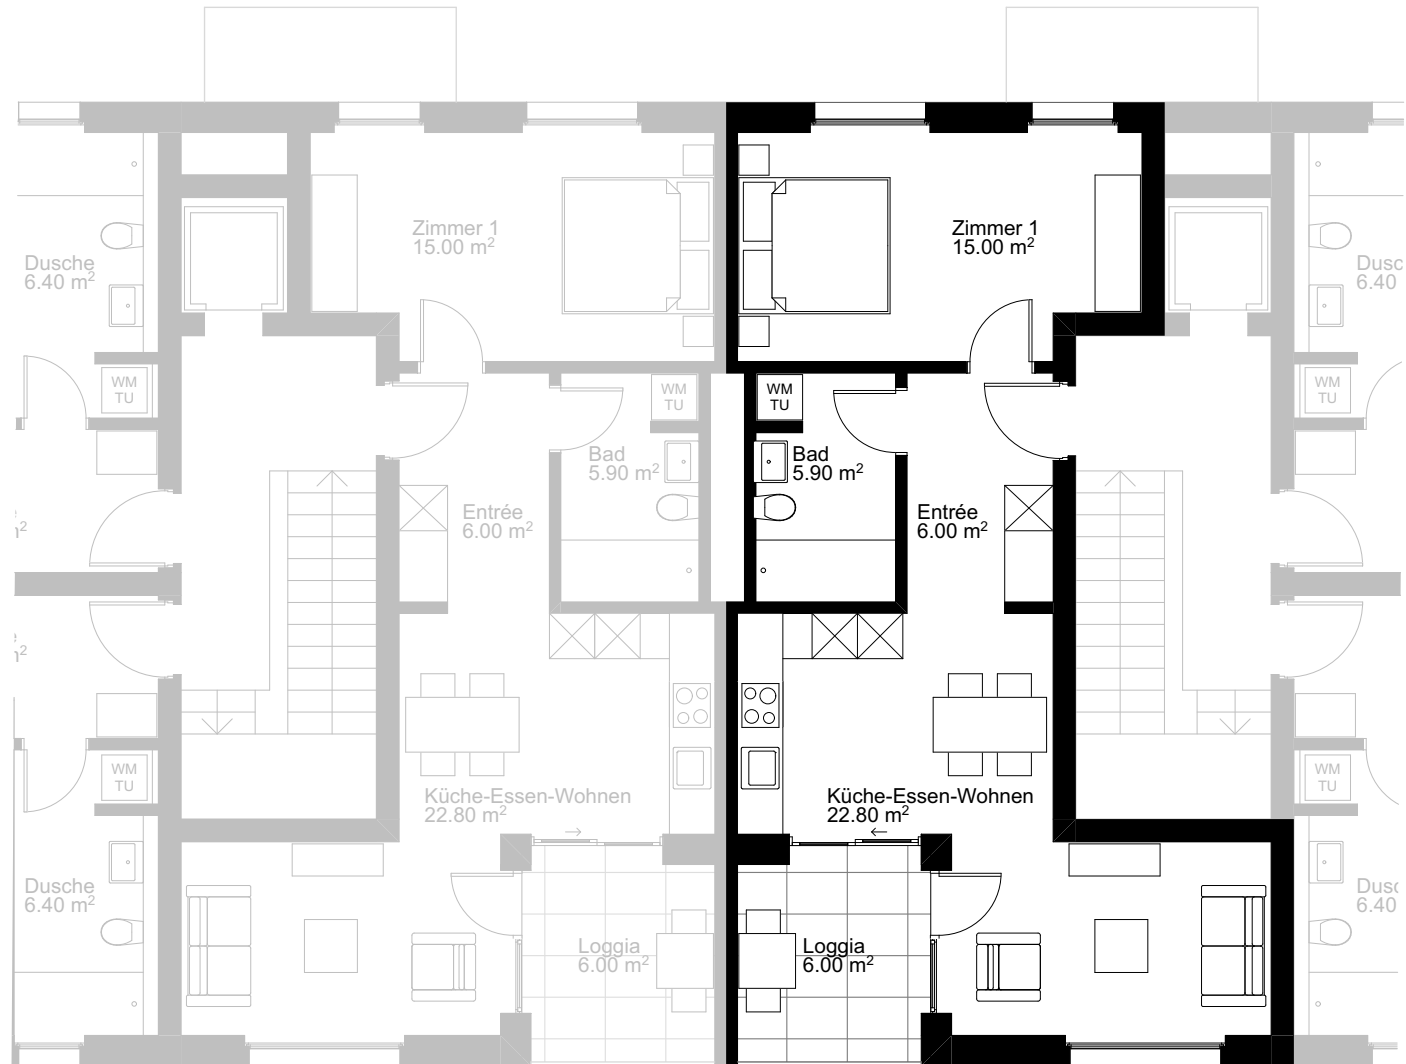 Zimmer 1
15.00 m²
Zimmer 1
15.00 m²
Dusche
6.40 m²
Dusc
6.40
WM
TU
WM
TU
WM
TU
WM
TU
Bad
5.90 m²
Bad
5.90 m²
Entrée
6.00 m²
Entrée
6.00 m²
WM
TU
WM
TU
Küche-Essen-Wohnen
22.80 m²
Küche-Essen-Wohnen
22.80 m²
Dusche
6.40 m²
Dusc
6.40
Loggia
6.00 m²
Loggia
6.00 m²